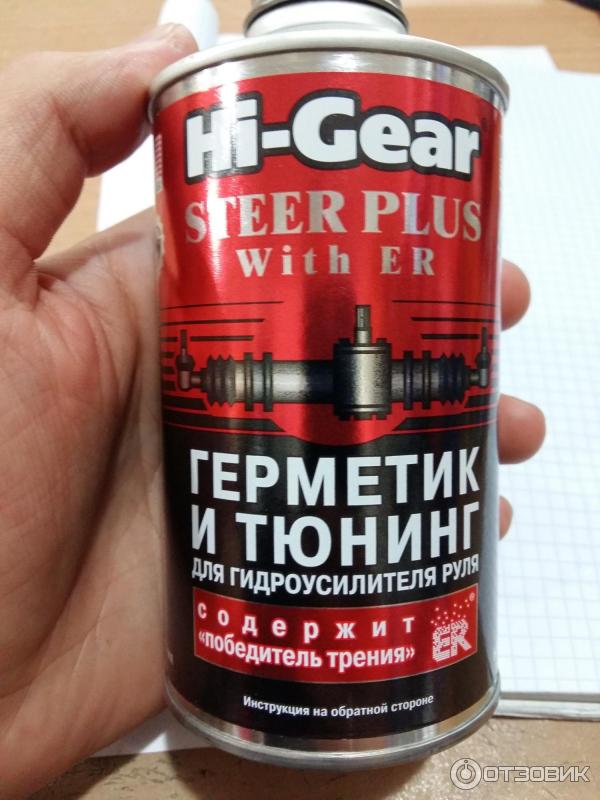 Hi-Gear
STEER PLUS
With ER
ГЕРМЕТИК
И ТЮНИНГ
ДЛЯ ГИДРОУСИЛИТЕЛЯ РУЛЯ
содержит
«победитель трения»
ER®
Инструкция на обратной стороне
ОТЗОВИК